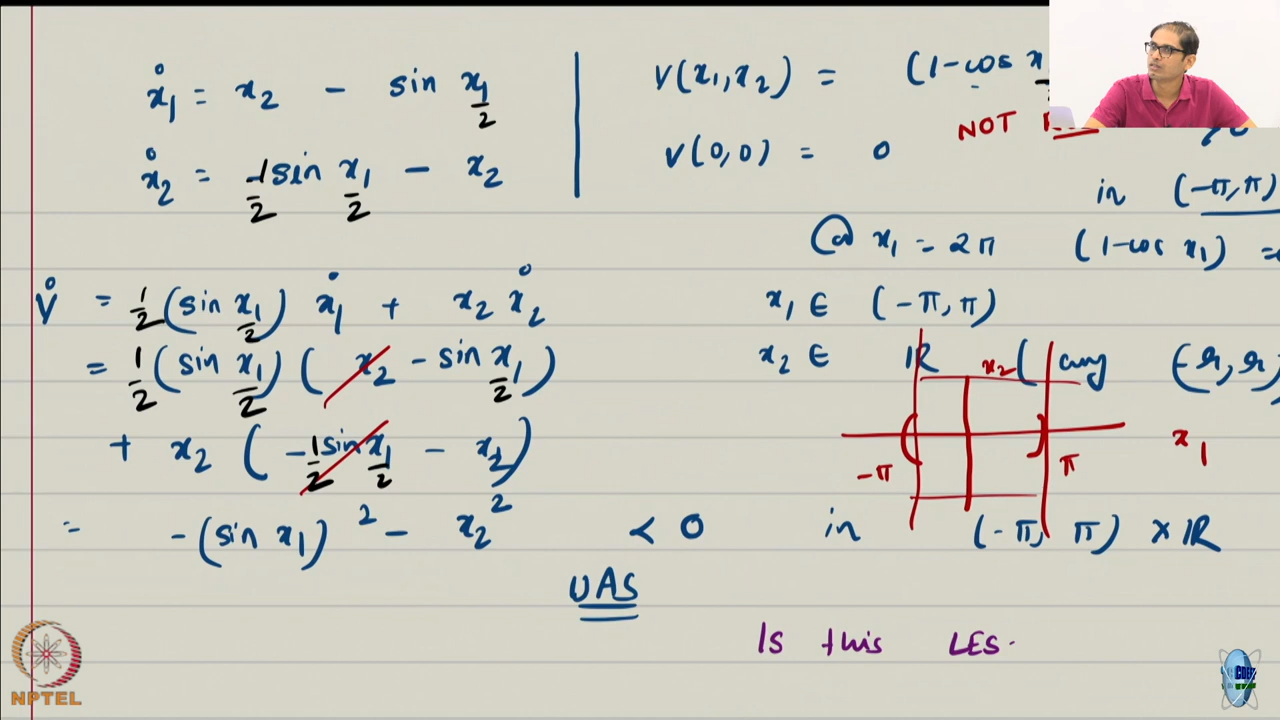 ẋ₁ = x₂ - sin x₁/2
ẋ₂ = -1/2 sin x₁/2 - x₂
V̇ = 1/2 (sin x₁/2) ẋ₁ + x₂ ẋ₂
= 1/2 (sin x₁/2) ( x₂ - sin x₁/2 )
+ x₂ ( -1/2 sin x₁/2 - x₂ )
= -(sin x₁)² - x₂² < 0 in (-π, π) × ℝ
UAS
V(x₁,x₂) = (1-cos x
NOT
V(0,0) = 0
in (-π,π)
@ x₁ = 2π (1-cos x₁) =
x₁ ∈ (-π,π)
x₂ ∈ ℝ ( any (-r,r)
x₂
x₁
-π π
Is this LES.
NPTEL